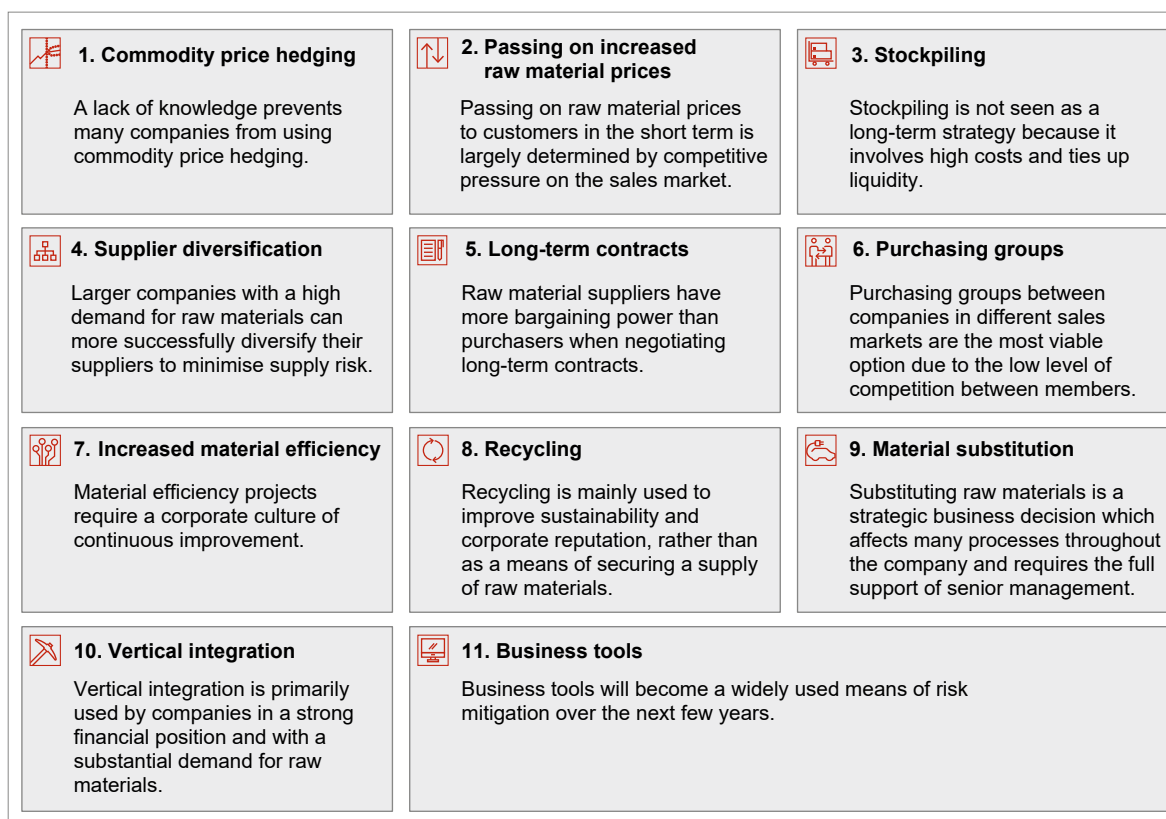 1. Commodity price hedging
A lack of knowledge prevents
many companies from using
commodity price hedging.
2. Passing on increased
raw material prices
Passing on raw material prices
to customers in the short term is
largely determined by competitive
pressure on the sales market.
3. Stockpiling
Stockpiling is not seen as a
long-term strategy because it
involves high costs and ties up
liquidity.
4. Supplier diversification
Larger companies with a high
demand for raw materials can
more successfully diversify their
suppliers to minimise supply risk.
5. Long-term contracts
Raw material suppliers have
more bargaining power than
purchasers when negotiating
long-term contracts.
6. Purchasing groups
Purchasing groups between
companies in different sales
markets are the most viable
option due to the low level of
competition between members.
7. Increased material efficiency
Material efficiency projects
require a corporate culture of
continuous improvement.
8. Recycling
Recycling is mainly used to
improve sustainability and
corporate reputation, rather than
as a means of securing a supply
of raw materials.
9. Material substitution
Substituting raw materials is a
strategic business decision which
affects many processes throughout
the company and requires the full
support of senior management.
10. Vertical integration
Vertical integration is primarily
used by companies in a strong
financial position and with a
substantial demand for raw
materials.
11. Business tools
Business tools will become a widely used means of risk
mitigation over the next few years.